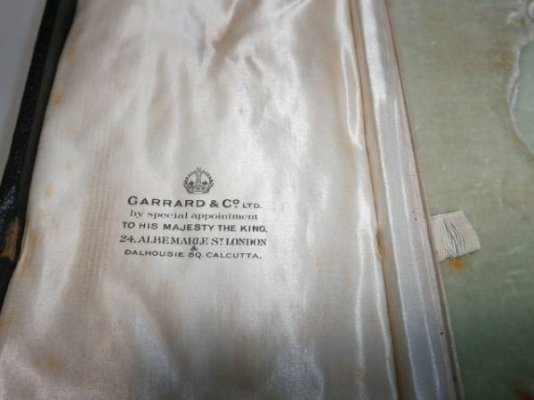 GARRARD & Co LTD.
by special appointment
TO HIS MAJESTY THE KING,
24, ALBEMARLE ST LONDON
&
DALHOUSIE SQ. CALCUTTA.